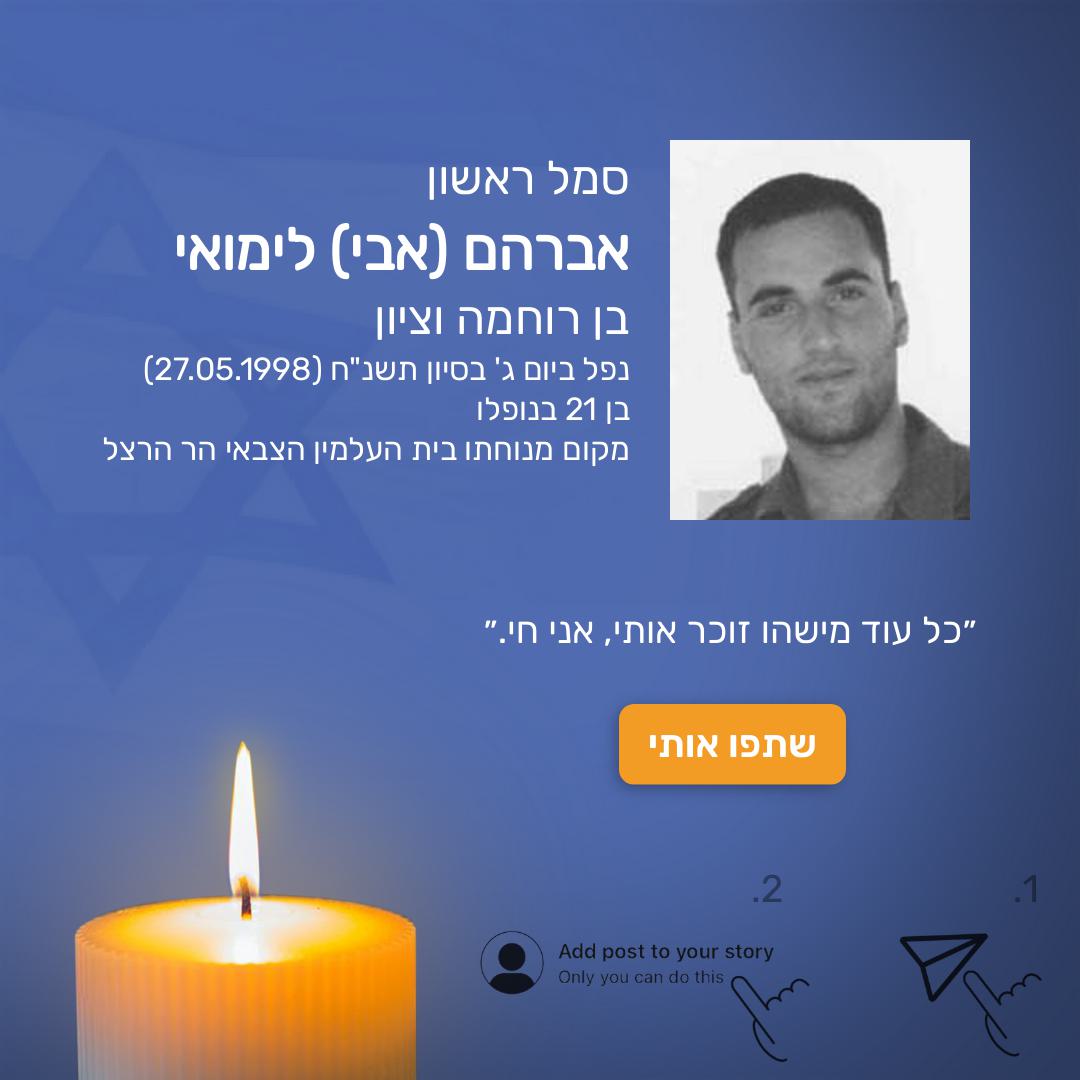 סמל ראשון
אברהם (אבי) לימואי
בן רוחמה וציון
נפל ביום ג' בסיון תשנ"ח (27.05.1998)
בן 21 בנופלו
מקום מנוחתו בית העלמין הצבאי הר הרצל
״כל עוד מישהו זוכר אותי, אני חי.״
שתפו אותי
.1
.2
Add post to your story
Only you can do this